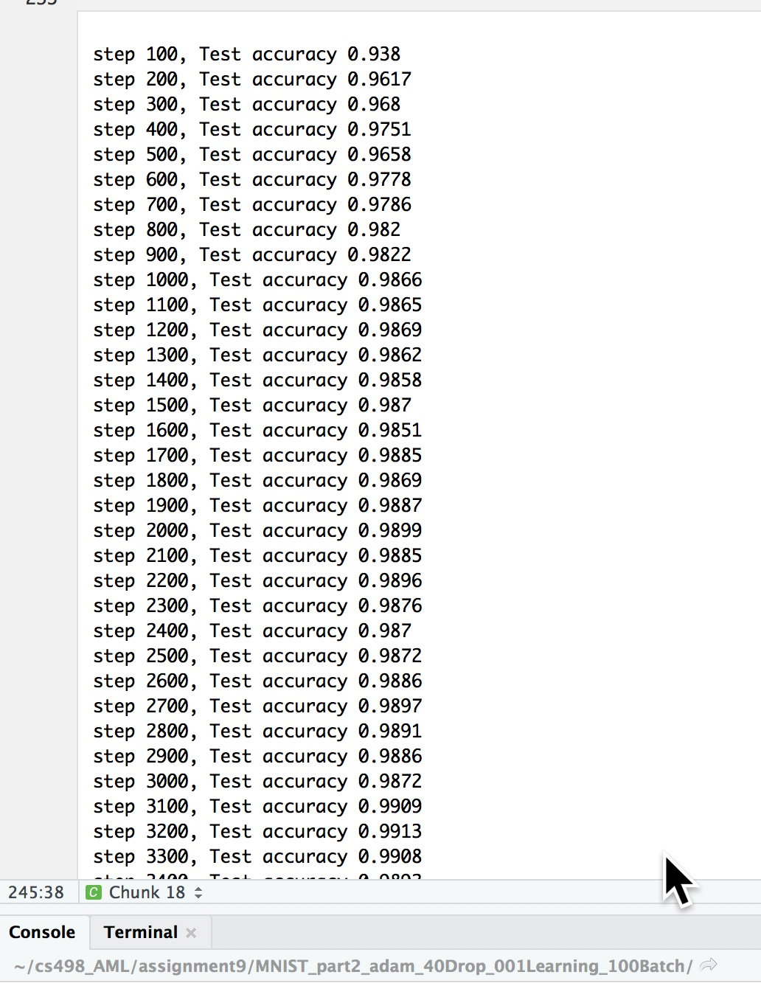 step 100, Test accuracy 0.938
step 200, Test accuracy 0.9617
step 300, Test accuracy 0.968
step 400, Test accuracy 0.9751
step 500, Test accuracy 0.9658
step 600, Test accuracy 0.9778
step 700, Test accuracy 0.9786
step 800, Test accuracy 0.982
step 900, Test accuracy 0.9822
step 1000, Test accuracy 0.9866
step 1100, Test accuracy 0.9865
step 1200, Test accuracy 0.9869
step 1300, Test accuracy 0.9862
step 1400, Test accuracy 0.9858
step 1500, Test accuracy 0.987
step 1600, Test accuracy 0.9851
step 1700, Test accuracy 0.9885
step 1800, Test accuracy 0.9869
step 1900, Test accuracy 0.9887
step 2000, Test accuracy 0.9899
step 2100, Test accuracy 0.9885
step 2200, Test accuracy 0.9896
step 2300, Test accuracy 0.9876
step 2400, Test accuracy 0.987
step 2500, Test accuracy 0.9872
step 2600, Test accuracy 0.9886
step 2700, Test accuracy 0.9897
step 2800, Test accuracy 0.9891
step 2900, Test accuracy 0.9886
step 3000, Test accuracy 0.9872
step 3100, Test accuracy 0.9909
step 3200, Test accuracy 0.9913
step 3300, Test accuracy 0.9908
step 3400, Test accuracy
245:38 C Chunk 18
Console Terminal
~/cs498_AML/assignment9/MNIST_part2_adam_40Drop_001Learning_100Batch/